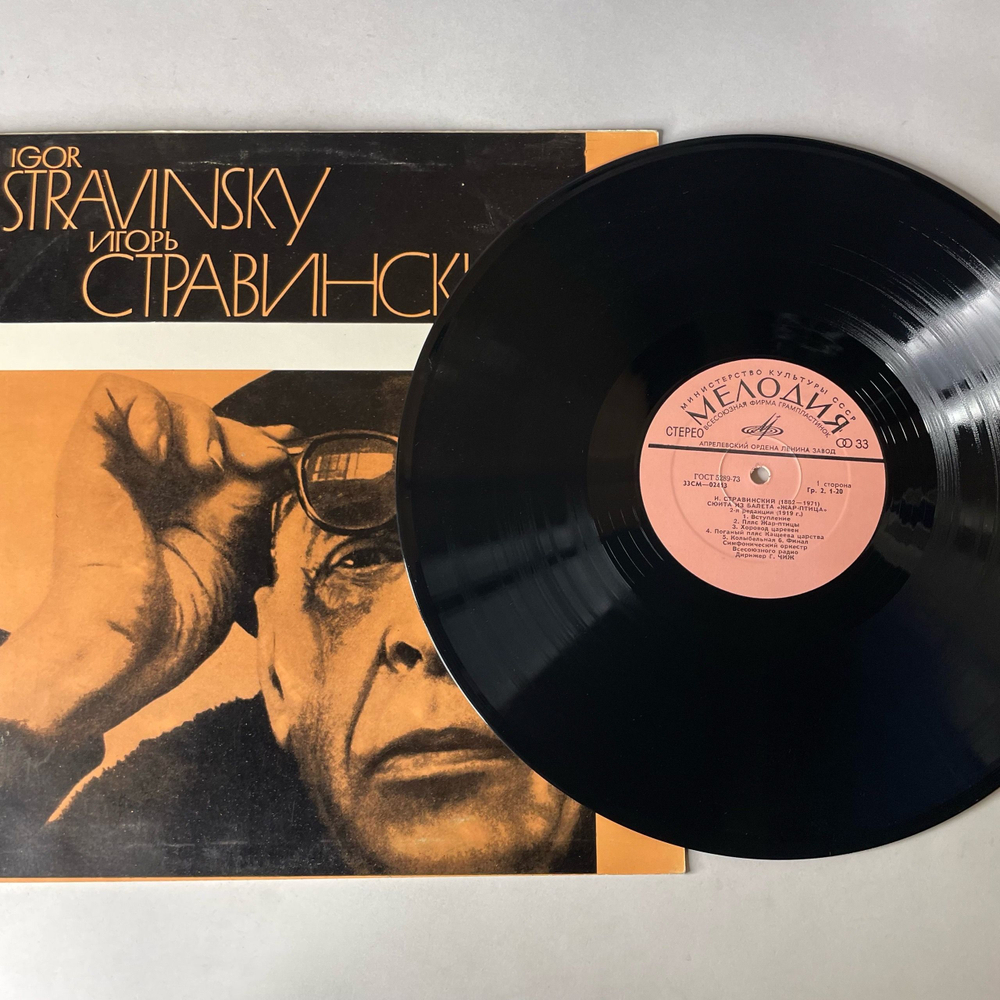 IGOR
STRAVINSKY
ИГОРЬ
СТРАВИНСК
МИНИСТЕРСТВО КУЛЬТУРЫ СССР
МЕЛОДИЯ
ВСЕСОЮЗНАЯ ФИРМА ГРАМПЛАСТИНОК
СТЕРЕО
33
АПРЕЛЕВСКИЙ ОРДЕНА ЛЕНИНА ЗАВОД
ГОСТ 5289-73
33СМ—02613
1 сторона
Гр. 2. 1-20
И. СТРАВИНСКИЙ (1882—1971)
СЮИТА ИЗ БАЛЕТА «ЖАР-ПТИЦА»
2-я редакция (1919 г.)
1. Вступление
2. Пляс Жар-птицы
3. Хоровод царевен
4. Поганый пляс Кащеева царства
5. Колыбельная 6. Финал
Симфонический оркестр
Всесоюзного радио
Дирижер Г. ЧИЖ